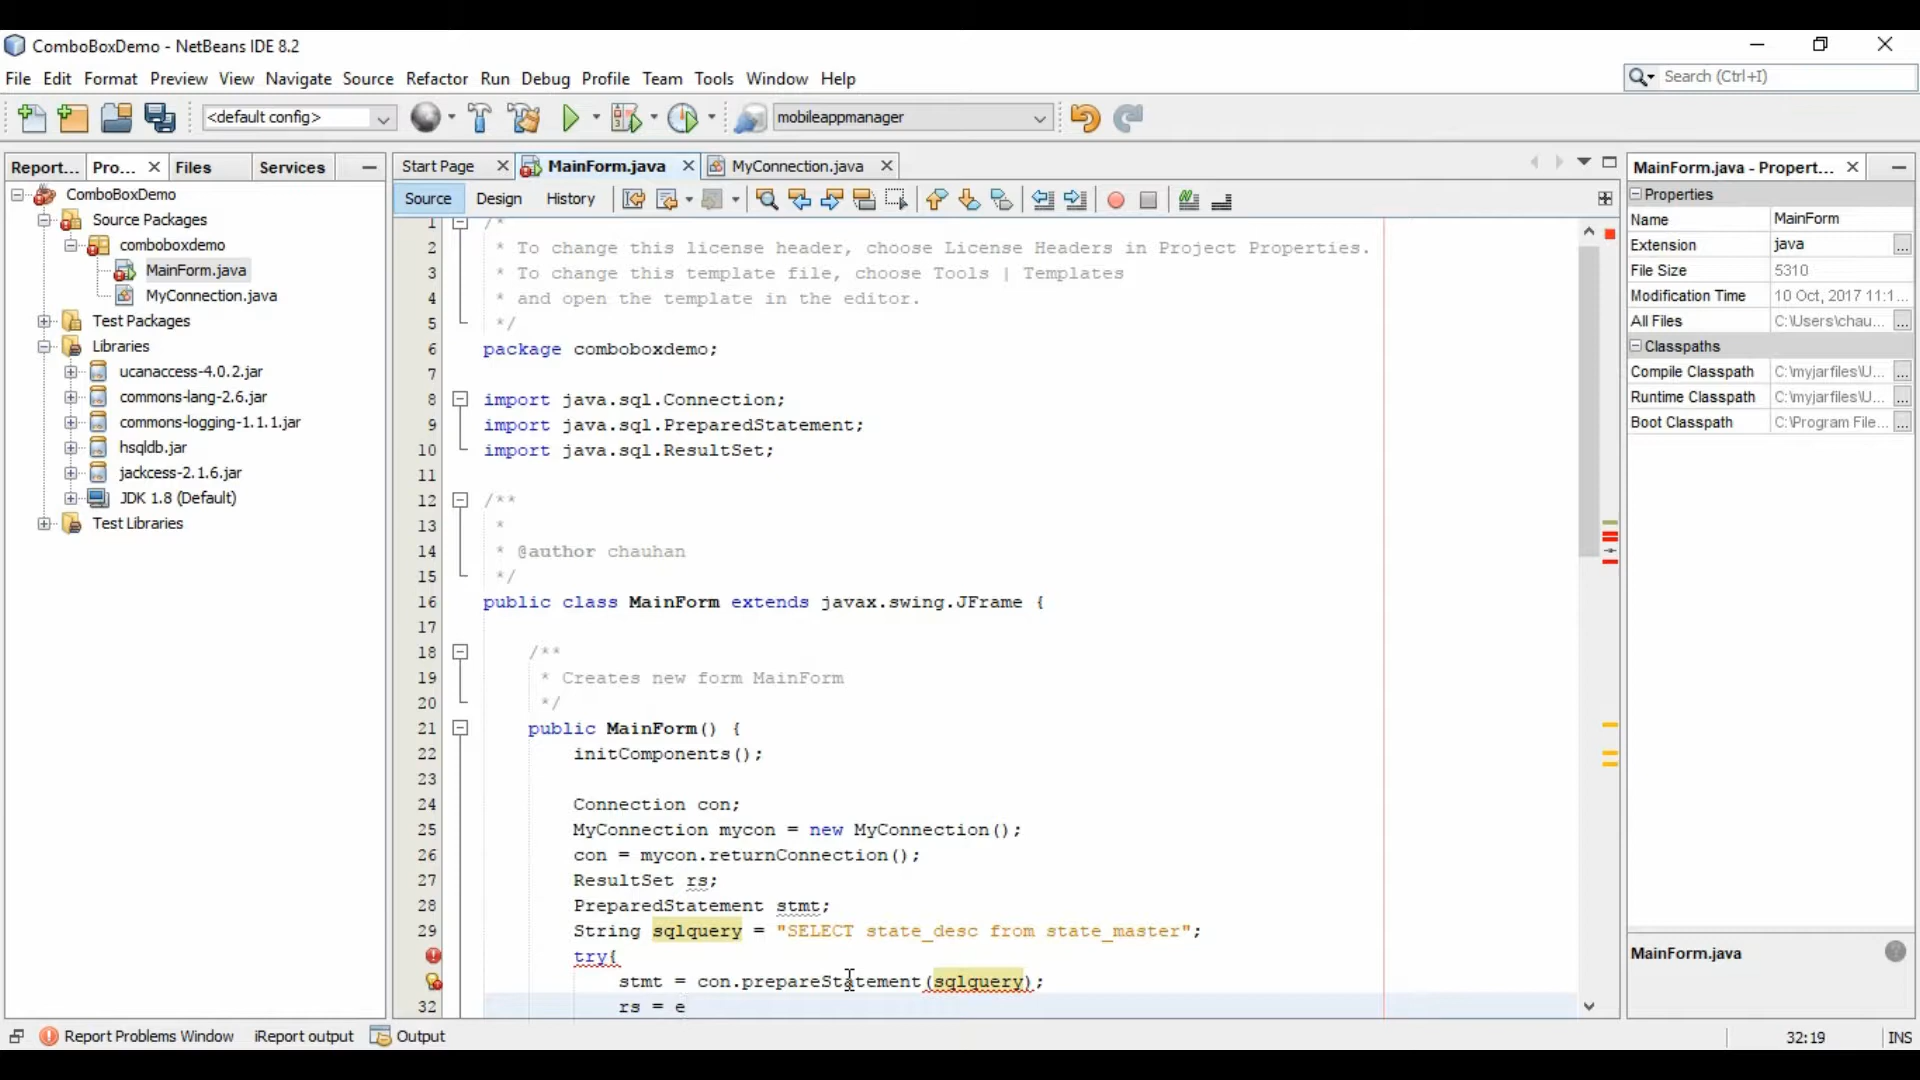 ComboBoxDemo - NetBeans IDE 8.2
File Edit Format Preview View Navigate Source Refactor Run Debug Profile Team Tools Window Help
Search (Ctrl+I)
<default config>
mobileappmanager
Report... Pro... Files Services
Start Page MainForm.java MyConnection.java
MainForm.java - Propert...
Source Design History
ComboBoxDemo
Source Packages
comboboxdemo
MainForm.java
MyConnection.java
Test Packages
Libraries
ucanaccess-4.0.2.jar
commons-lang-2.6.jar
commons-logging-1.1.1.jar
hsqldb.jar
jackcess-2.1.6.jar
JDK 1.8 (Default)
Test Libraries
1 /*
2 * To change this license header, choose License Headers in Project Properties.
3 * To change this template file, choose Tools | Templates
4 * and open the template in the editor.
5 */
6 package comboboxdemo;
7
8 import java.sql.Connection;
9 import java.sql.PreparedStatement;
10 import java.sql.ResultSet;
11
12 /**
13 *
14 * @author chauhan
15 */
16 public class MainForm extends javax.swing.JFrame {
17
18 /**
19 * Creates new form MainForm
20 */
21 public MainForm() {
22 initComponents();
23
24 Connection con;
25 MyConnection mycon = new MyConnection();
26 con = mycon.returnConnection();
27 ResultSet rs;
28 PreparedStatement stmt;
29 String sqlquery = "SELECT state_desc from state_master";
try{
stmt = con.prepareStatement(sqlquery);
32 rs = e
Properties
Name MainForm
Extension java ...
File Size 5310
Modification Time 10 Oct, 2017 11:1...
All Files C:\Users\chau... ...
Classpaths
Compile Classpath C:\myjarfiles\U... ...
Runtime Classpath C:\myjarfiles\U... ...
Boot Classpath C:\Program File... ...
MainForm.java
Report Problems Window iReport output Output
32:19 INS